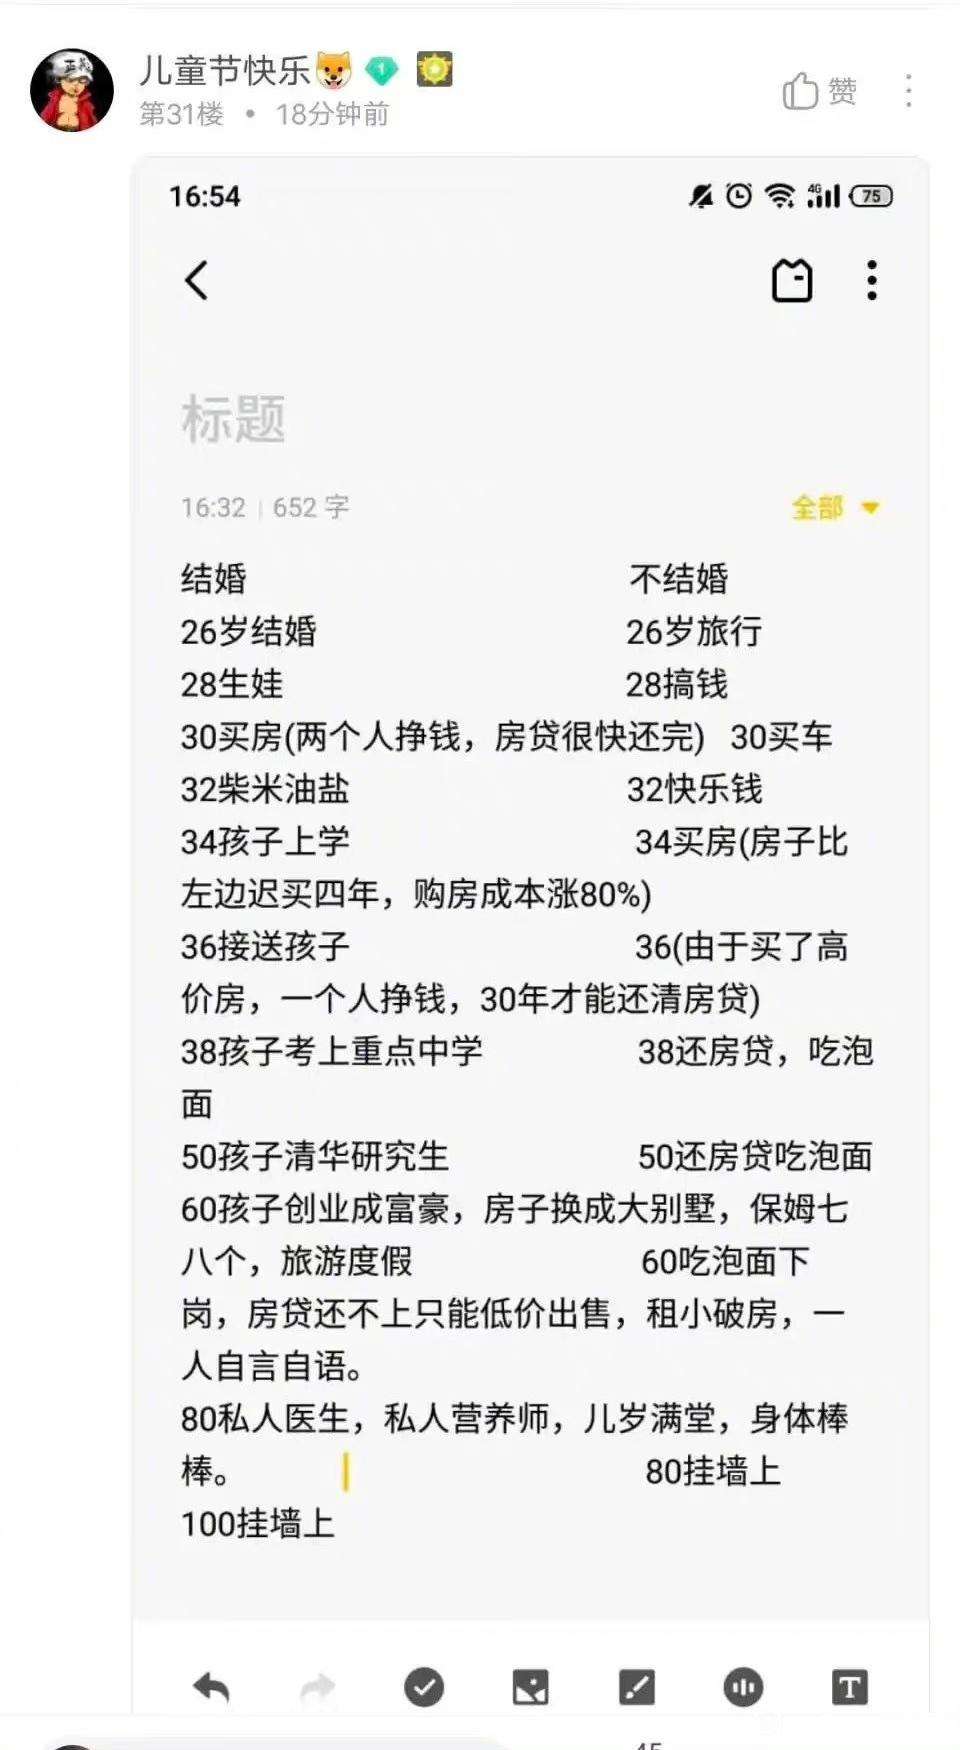 儿童节快乐
第31楼 • 18分钟前
赞
16:54
4G
75
标题
16:32 | 652 字
全部
结婚 不结婚
26岁结婚 26岁旅行
28生娃 28搞钱
30买房(两个人挣钱，房贷很快还完) 30买车
32柴米油盐 32快乐钱
34孩子上学 34买房(房子比
左边迟买四年，购房成本涨80%)
36接送孩子 36(由于买了高
价房，一个人挣钱，30年才能还清房贷)
38孩子考上重点中学 38还房贷，吃泡
面
50孩子清华研究生 50还房贷吃泡面
60孩子创业成富豪，房子换成大别墅，保姆七
八个，旅游度假 60吃泡面下
岗，房贷还不上只能低价出售，租小破房，一
人自言自语。
80私人医生，私人营养师，儿岁满堂，身体棒
棒。 80挂墙上
100挂墙上
T